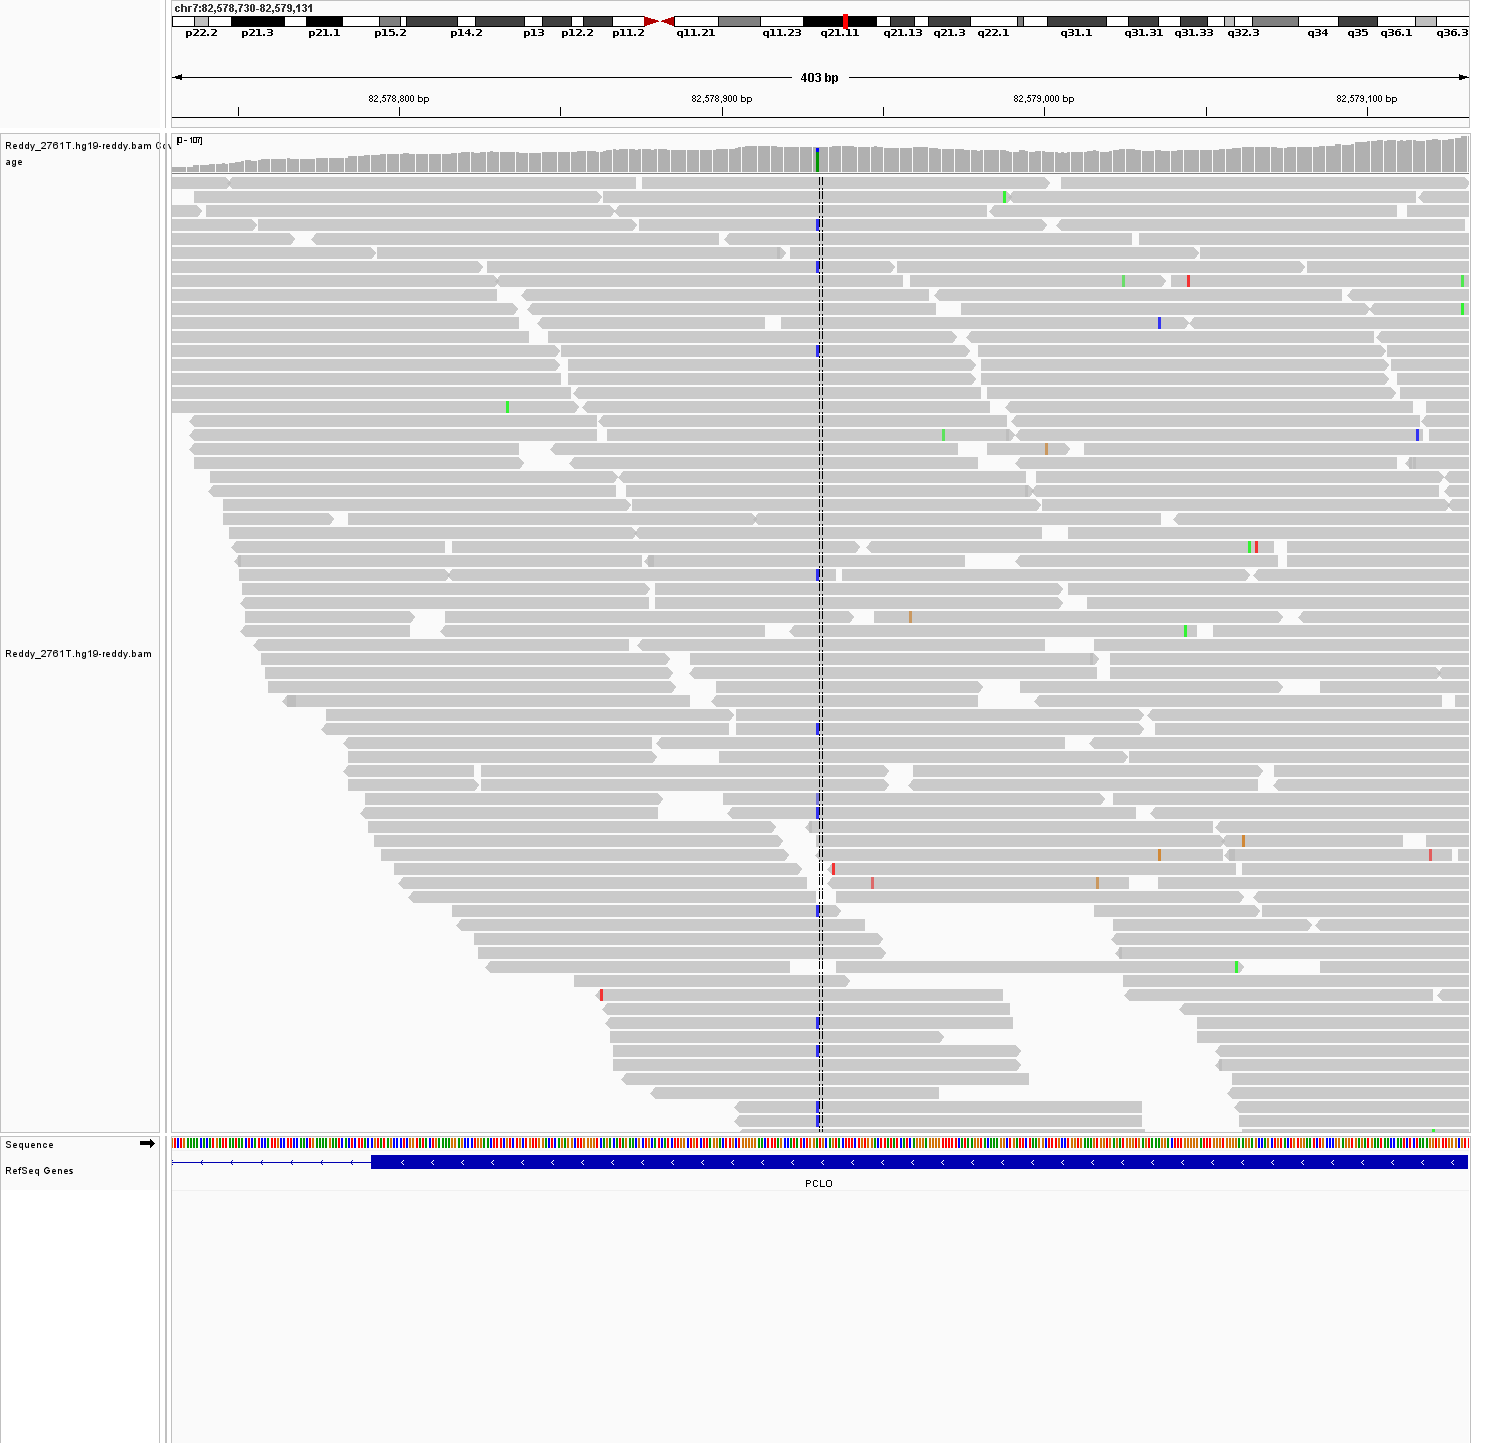 chr7:82,578,730-82,579,131
p22.2 p21.3 p21.1 p15.2 p14.2 p13 p12.2 p11.2 q11.21 q11.23 q21.11 q21.13 q21.3 q22.1 q31.1 q31.31 q31.33 q32.3 q34 q35 q36.1 q36.3
403 bp
82,578,800 bp 82,578,900 bp 82,579,000 bp 82,579,100 bp
Reddy_2761T.hg19-reddy.bam Cov
age
[0 - 107]
Reddy_2761T.hg19-reddy.bam
Sequence
RefSeq Genes
PCLO